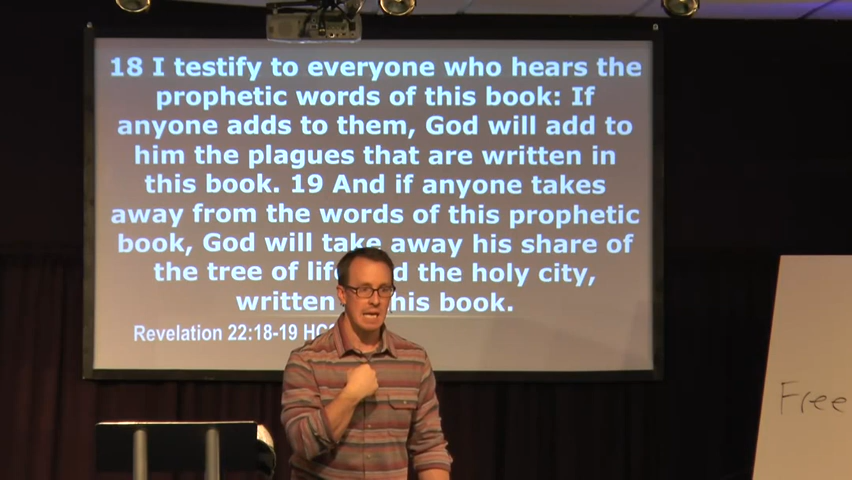 18 I testify to everyone who hears the
prophetic words of this book: If
anyone adds to them, God will add to
him the plagues that are written in
this book. 19 And if anyone takes
away from the words of this prophetic
book, God will take away his share of
the tree of life the holy city,
written this book.
Revelation 22:18-19
Free